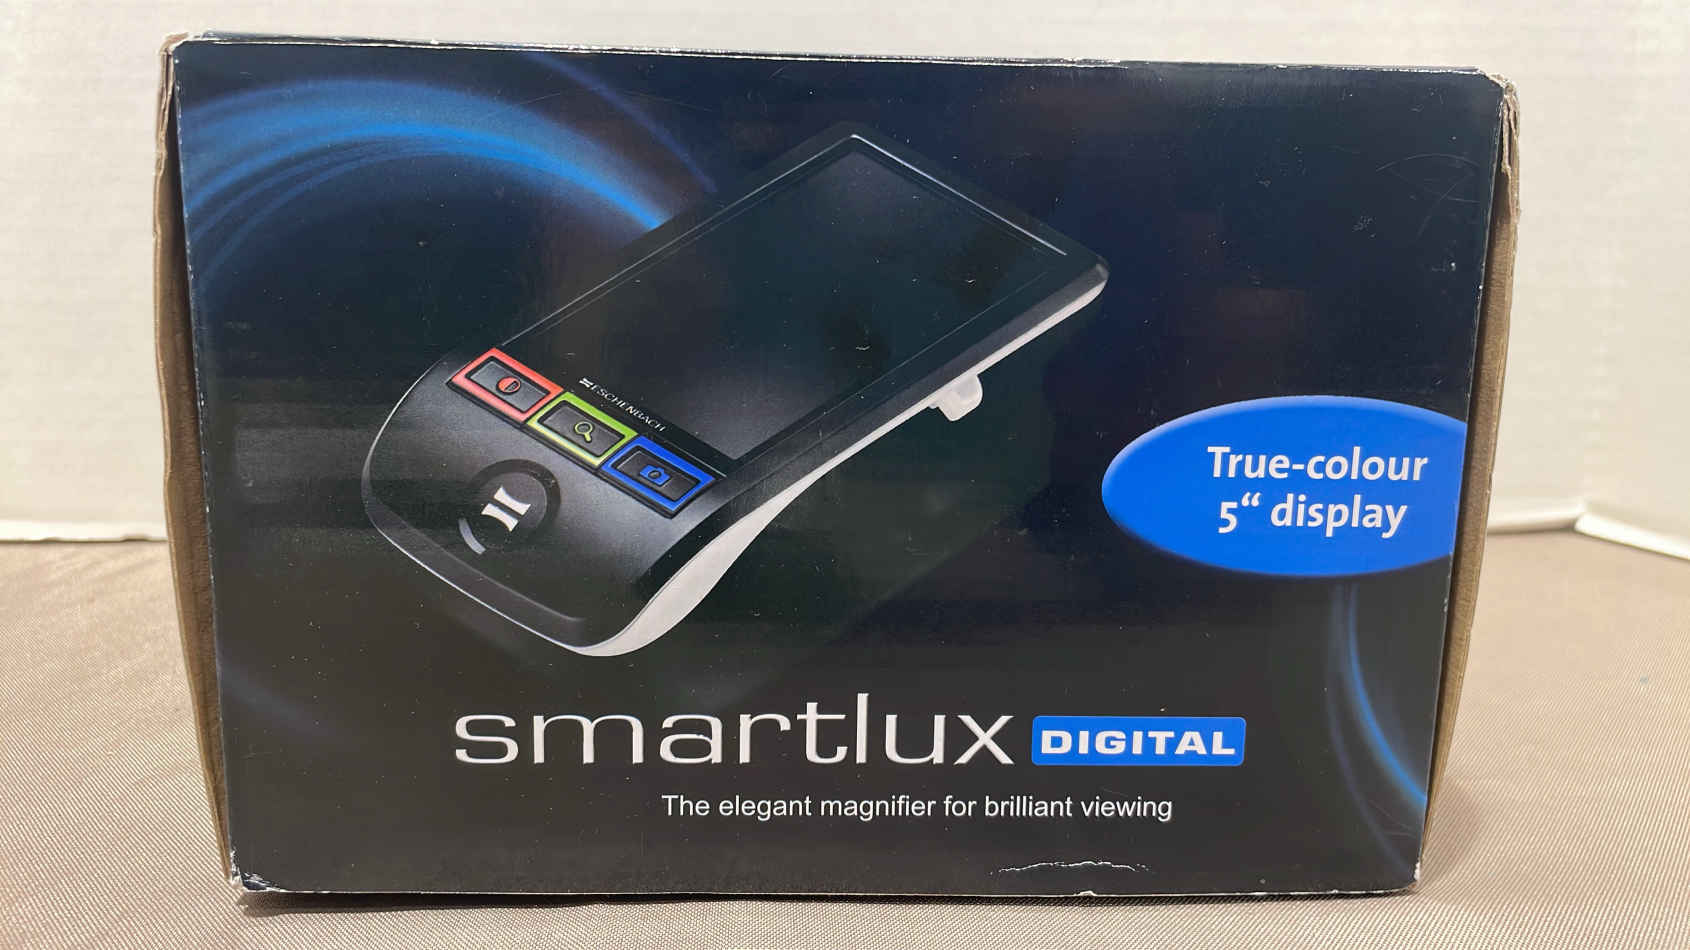 ESCHENBACH
True-colour
5“ display
smartlux DIGITAL
The elegant magnifier for brilliant viewing